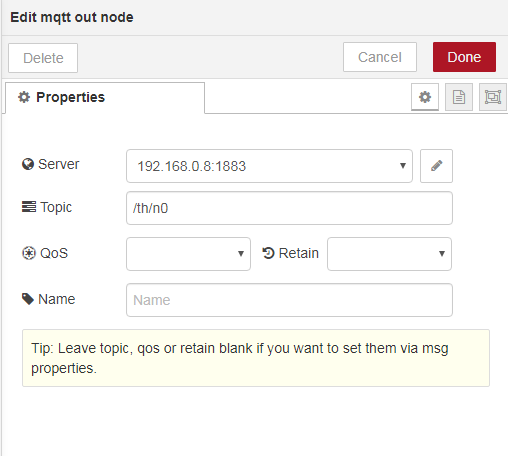 Edit mqtt out node
Delete Cancel Done
Properties
Server 192.168.0.8:1883
Topic /th/n0
QoS Retain
Name Name
Tip: Leave topic, qos or retain blank if you want to set them via msg
properties.